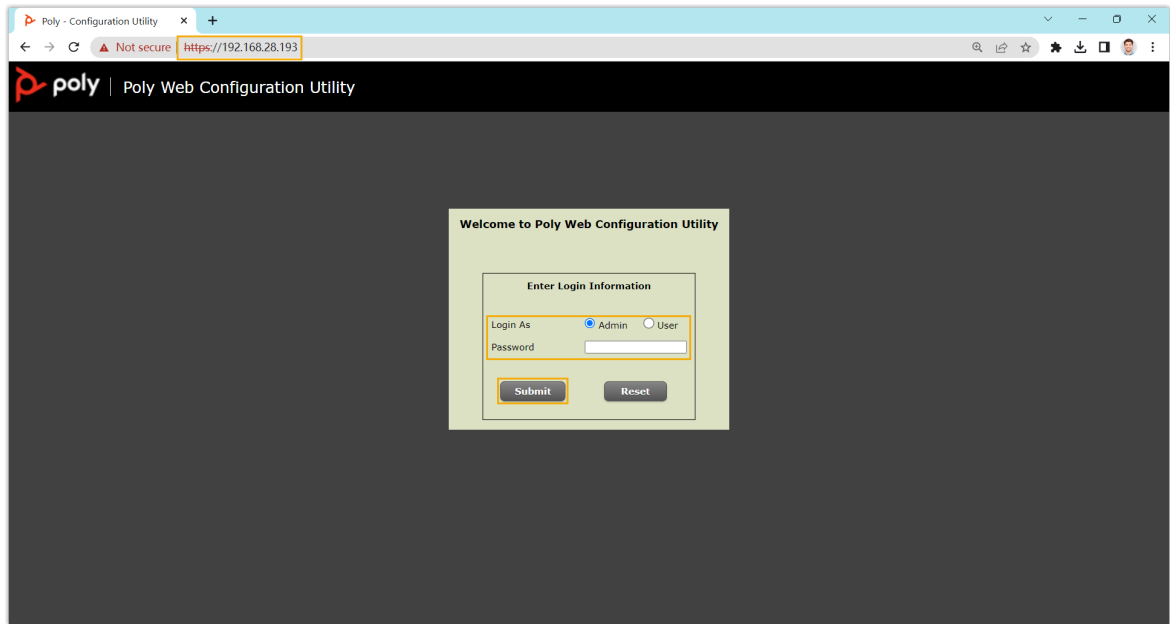 Poly - Configuration Utility
Not secure https://192.168.28.193
poly | Poly Web Configuration Utility
Welcome to Poly Web Configuration Utility
Enter Login Information
Login As Admin User
Password
Submit Reset